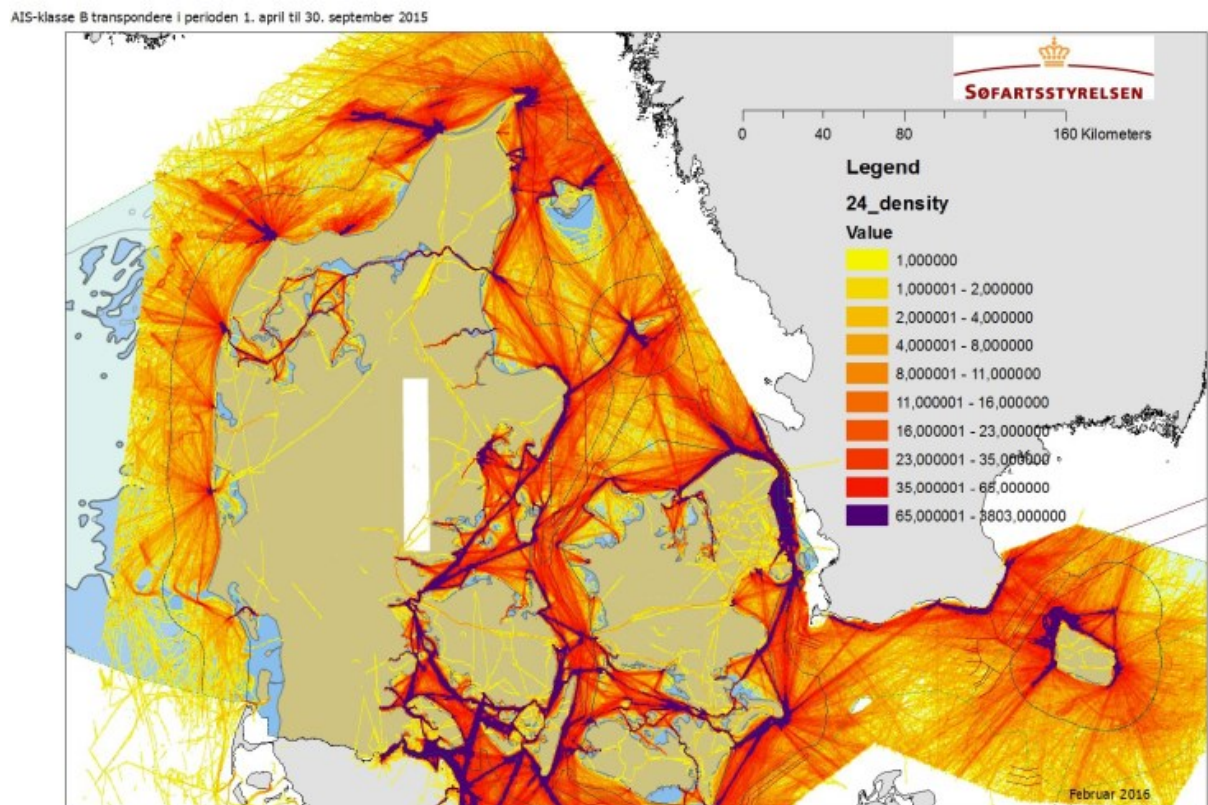 AIS-klasse B transpondere i perioden 1. april til 30. september 2015
SØFARTSSTYRELSEN
0 40 80 160 Kilometers
Legend
24_density
Value
1,000000
1,000001 - 2,000000
2,000001 - 4,000000
4,000001 - 8,000000
8,000001 - 11,000000
11,000001 - 16,000000
16,000001 - 23,000000
23,000001 - 35,000000
35,000001 - 65,000000
65,000001 - 3803,000000
Februar 2016